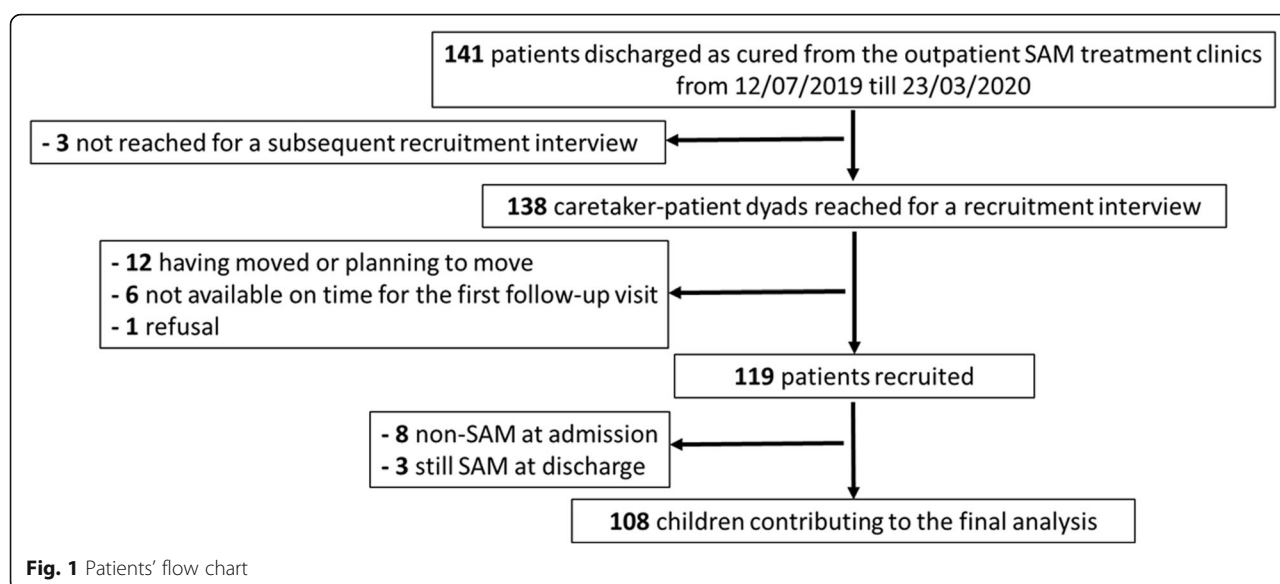 141 patients discharged as cured from the outpatient SAM treatment clinics
from 12/07/2019 till 23/03/2020
- 3 not reached for a subsequent recruitment interview
138 caretaker-patient dyads reached for a recruitment interview
- 12 having moved or planning to move
- 6 not available on time for the first follow-up visit
- 1 refusal
119 patients recruited
- 8 non-SAM at admission
- 3 still SAM at discharge
108 children contributing to the final analysis
Fig. 1 Patients' flow chart